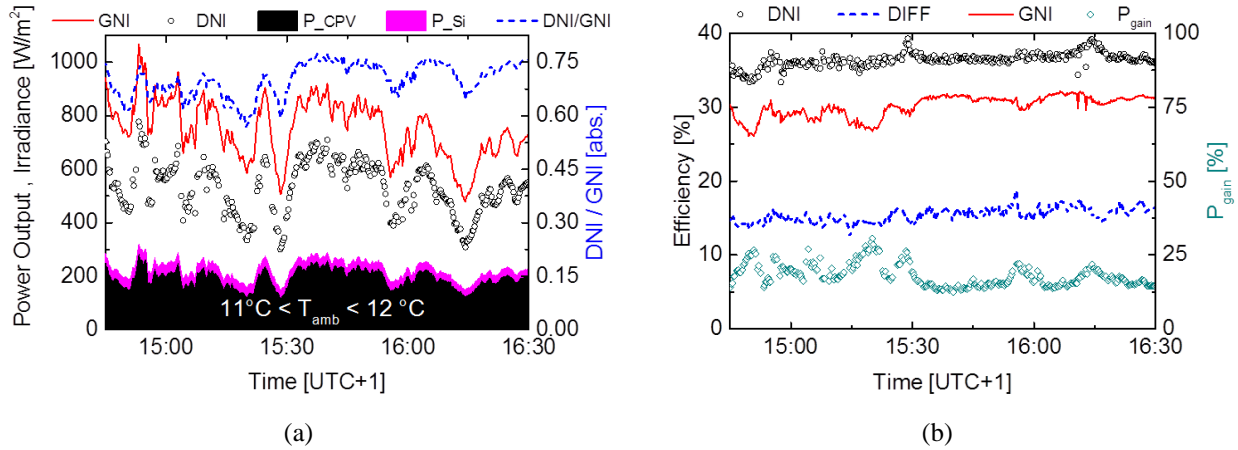 GNI DNI P_CPV P_Si DNI/GNI
Power Output , Irradiance [W/m²]
1000
800
600
400
200
0
0.75
0.60
0.45
0.30
0.15
0.00
DNI / GNI [abs.]
11°C < T_amb < 12 °C
15:00 15:30 16:00 16:30
Time [UTC+1]
(a)
DNI DIFF GNI P_gain
Efficiency [%]
40
30
20
10
0
100
75
50
25
0
P_gain [%]
15:00 15:30 16:00 16:30
Time [UTC+1]
(b)